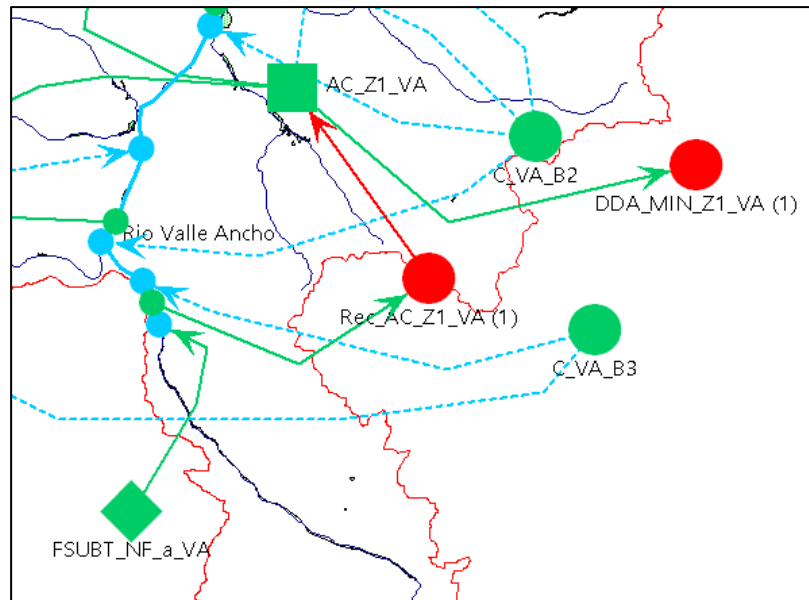 AC_Z1_VA
C_VA_B2
DDA_MIN_Z1_VA (1)
Rio Valle Ancho
Rec_AC_Z1_VA (1)
C_VA_B3
FSUBT_NF_a_VA